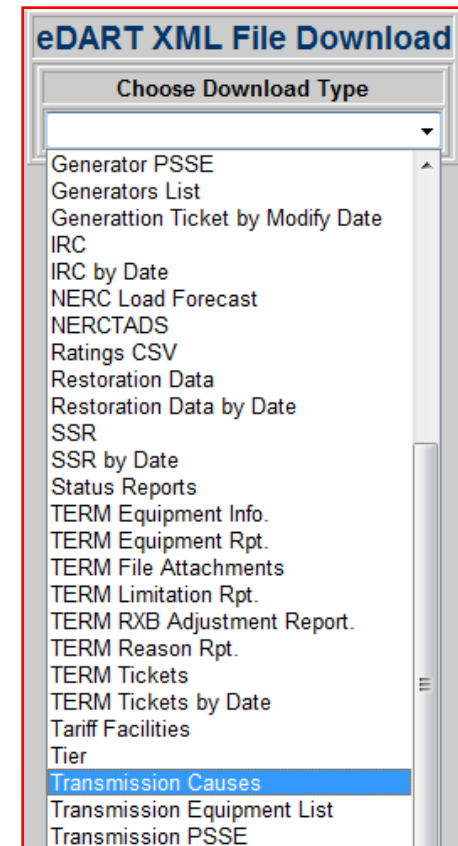 eDART XML File Download
Choose Download Type
Generator PSSE
Generators List
Generattion Ticket by Modify Date
IRC
IRC by Date
NERC Load Forecast
NERCTADS
Ratings CSV
Restoration Data
Restoration Data by Date
SSR
SSR by Date
Status Reports
TERM Equipment Info.
TERM Equipment Rpt.
TERM File Attachments
TERM Limitation Rpt.
TERM RXB Adjustment Report.
TERM Reason Rpt.
TERM Tickets
TERM Tickets by Date
Tariff Facilities
Tier
Transmission Causes
Transmission Equipment List
Transmission PSSE